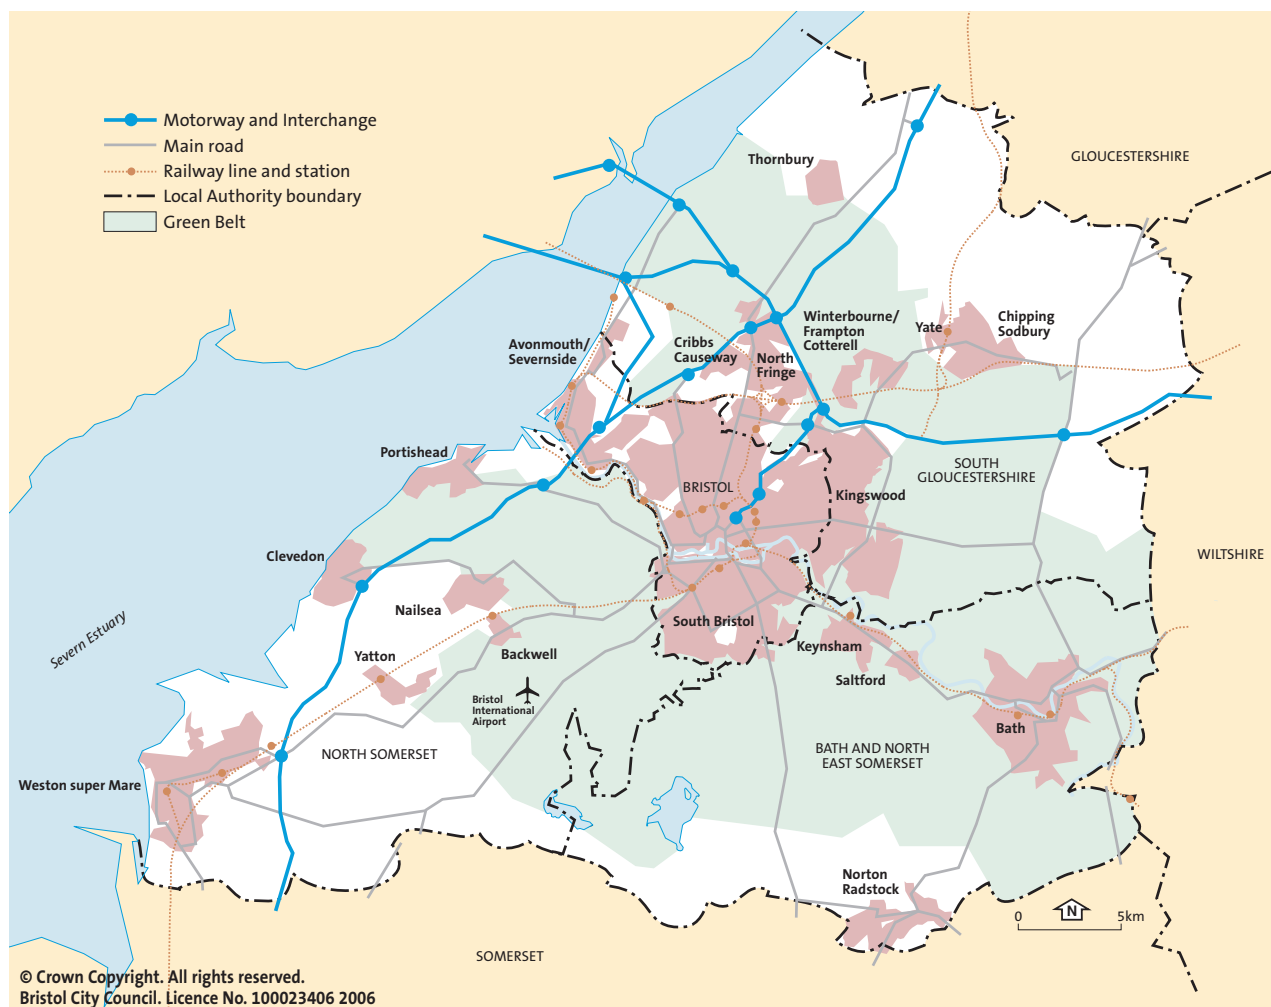 Motorway and Interchange
Main road
Railway line and station
Local Authority boundary
Green Belt
Thornbury
GLOUCESTERSHIRE
Winterbourne/
Frampton
Cotterell
Yate
Chipping
Sodbury
Avonmouth/
Severnside
Cribbs
Causeway
North
Fringe
Portishead
SOUTH
GLOUCESTERSHIRE
BRISTOL
Kingswood
Clevedon
WILTSHIRE
Nailsea
Severn Estuary
South Bristol
Keynsham
Backwell
Yatton
Saltford
Bristol
International
Airport
Bath
NORTH SOMERSET
BATH AND NORTH
EAST SOMERSET
Weston super Mare
Norton
Radstock
N
0 5km
SOMERSET
© Crown Copyright. All rights reserved.
Bristol City Council. Licence No. 100023406 2006